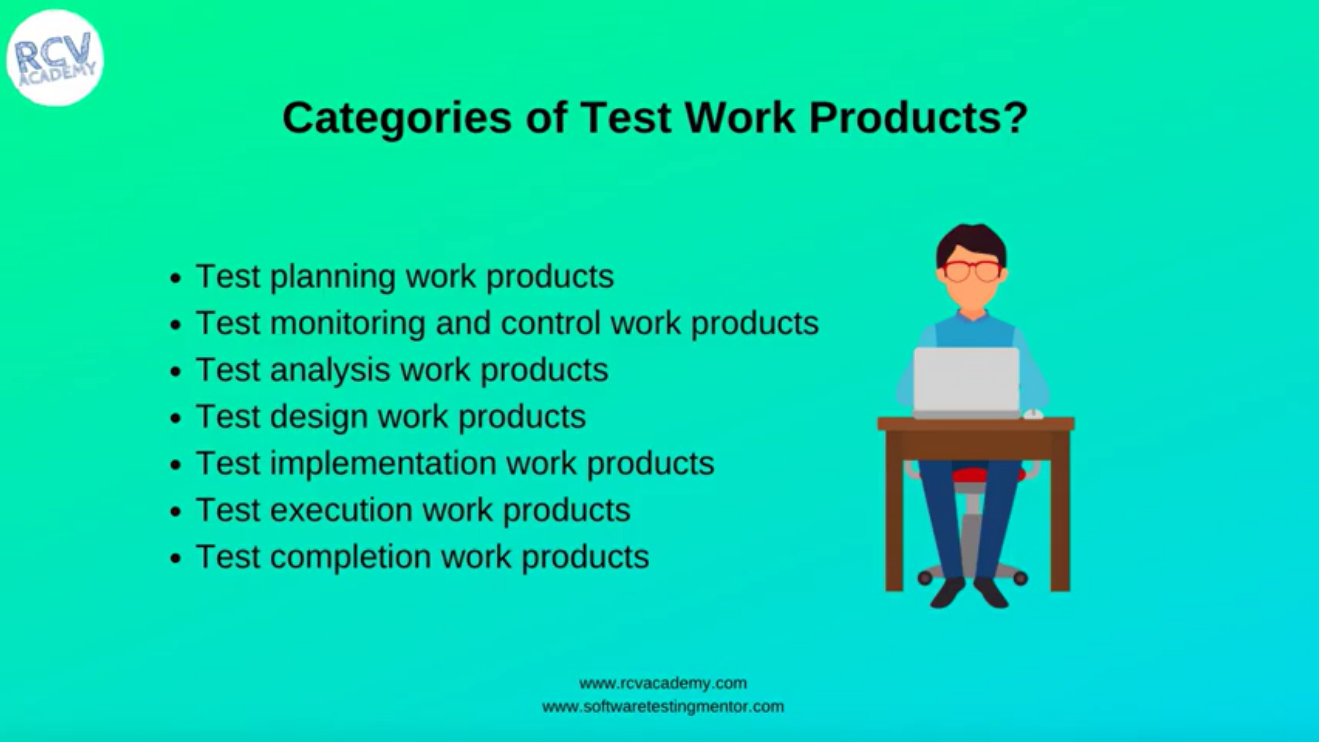 RCV
ACADEMY
Categories of Test Work Products?
• Test planning work products
• Test monitoring and control work products
• Test analysis work products
• Test design work products
• Test implementation work products
• Test execution work products
• Test completion work products
www.rcvacademy.com
www.softwaretestingmentor.com